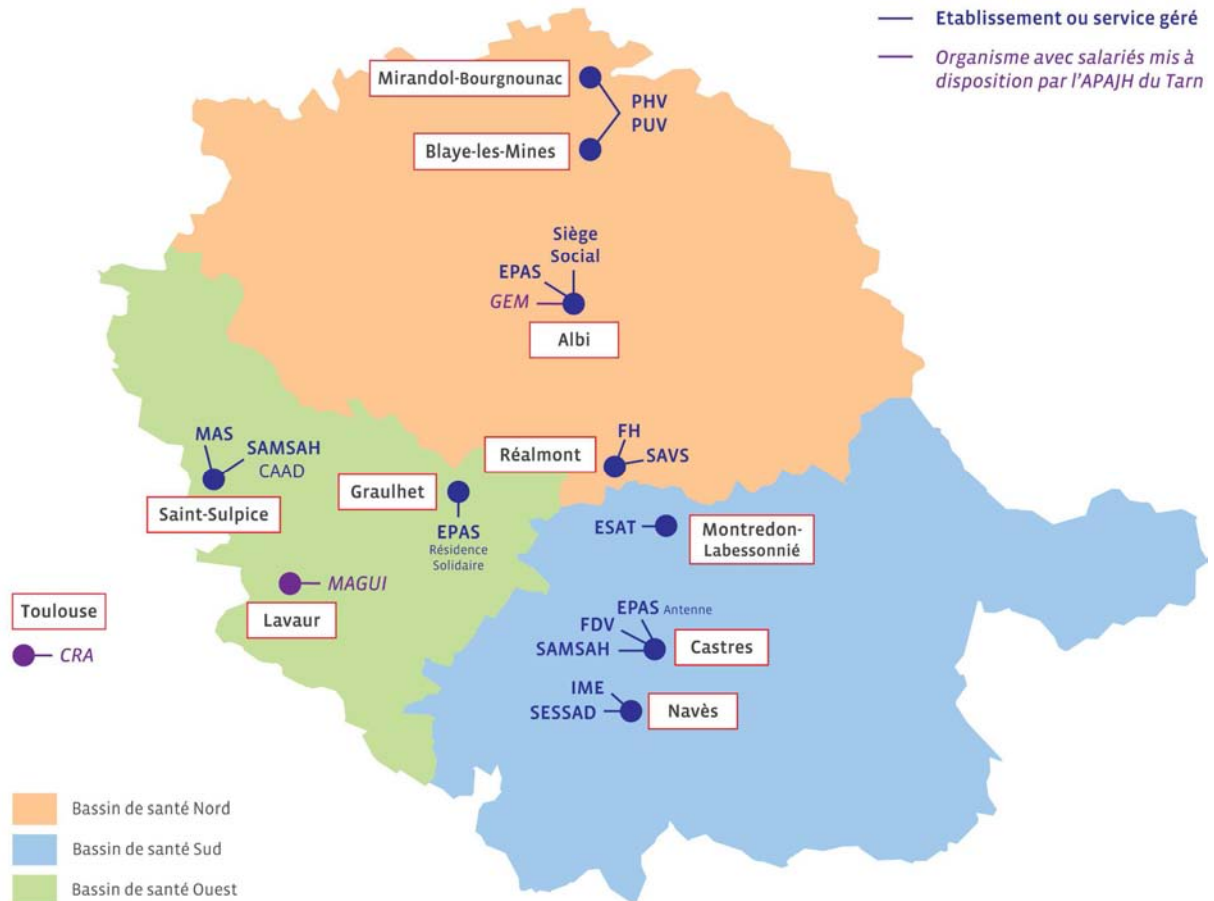 Etablissement ou service géré
Organisme avec salariés mis à
disposition par l'APAJH du Tarn
Mirandol-Bourgnounac
PHV
PUV
Blaye-les-Mines
Siège
Social
EPAS
GEM
Albi
FH
SAVS
Réalmont
MAS
SAMSAH
CAAD
Saint-Sulpice
Graulhet
EPAS
Résidence
Solidaire
ESAT
Montredon-
Labessonnié
MAGUI
Lavaur
Toulouse
CRA
EPAS Antenne
FDV
SAMSAH
Castres
IME
SESSAD
Navès
Bassin de santé Nord
Bassin de santé Sud
Bassin de santé Ouest